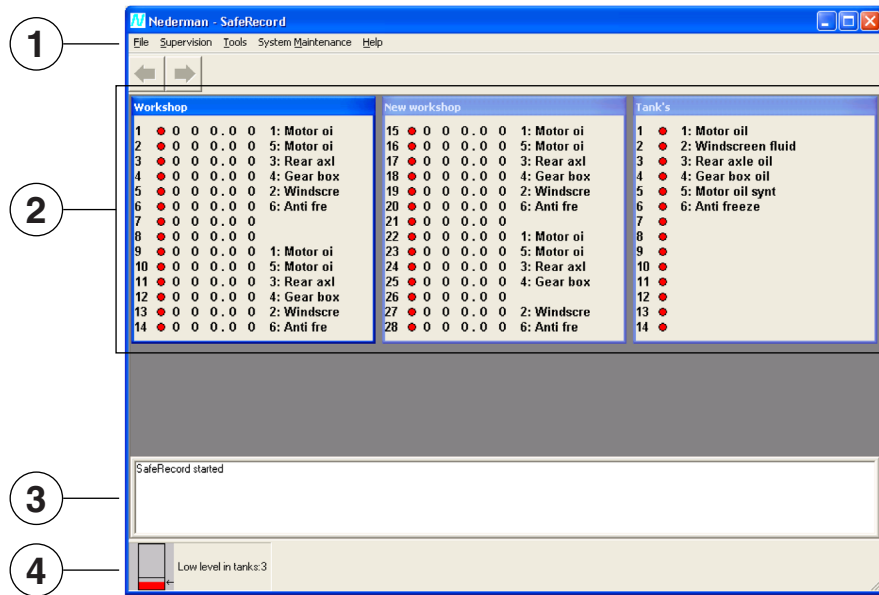 Nederman - SafeRecord
1
File Supervision Tools System Maintenance Help
Workshop
1 0 0 0.0 0 1: Motor oi
2 0 0 0.0 0 5: Motor oi
3 0 0 0.0 0 3: Rear axl
4 0 0 0.0 0 4: Gear box
5 0 0 0.0 0 2: Windscre
6 0 0 0.0 0 6: Anti fre
7 0 0 0.0 0
8 0 0 0.0 0
9 0 0 0.0 0 1: Motor oi
10 0 0 0.0 0 5: Motor oi
11 0 0 0.0 0 3: Rear axl
12 0 0 0.0 0 4: Gear box
13 0 0 0.0 0 2: Windscre
14 0 0 0.0 0 6: Anti fre
New workshop
15 0 0 0.0 0 1: Motor oi
16 0 0 0.0 0 5: Motor oi
17 0 0 0.0 0 3: Rear axl
18 0 0 0.0 0 4: Gear box
19 0 0 0.0 0 2: Windscre
20 0 0 0.0 0 6: Anti fre
21 0 0 0.0 0
22 0 0 0.0 0 1: Motor oi
23 0 0 0.0 0 5: Motor oi
24 0 0 0.0 0 3: Rear axl
25 0 0 0.0 0 4: Gear box
26 0 0 0.0 0
27 0 0 0.0 0 2: Windscre
28 0 0 0.0 0 6: Anti fre
Tank's
1 1: Motor oil
2 2: Windscreen fluid
3 3: Rear axle oil
4 4: Gear box oil
5 5: Motor oil synt
6 6: Anti freeze
7
8
9
10
11
12
13
14
2
SafeRecord started
3
Low level in tanks:3
4